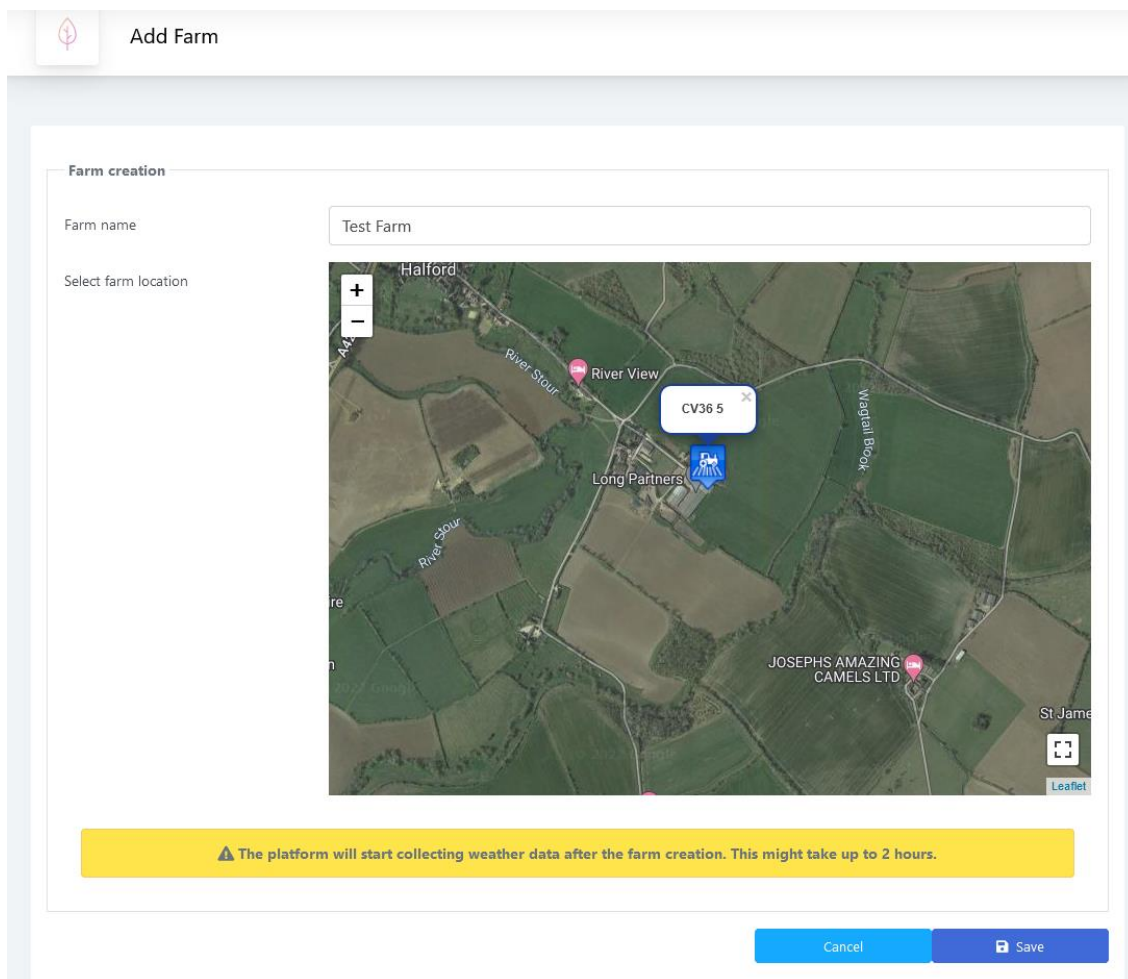 Add Farm
Farm creation
Farm name
Test Farm
Select farm location
Halford
+
−
River Stour
River View
CV36 5
×
Wagtail Brook
Long Partners
River Stour
re
n
JOSEPHS AMAZING
CAMELS LTD
St Jame
Leaflet
The platform will start collecting weather data after the farm creation. This might take up to 2 hours.
Cancel
Save